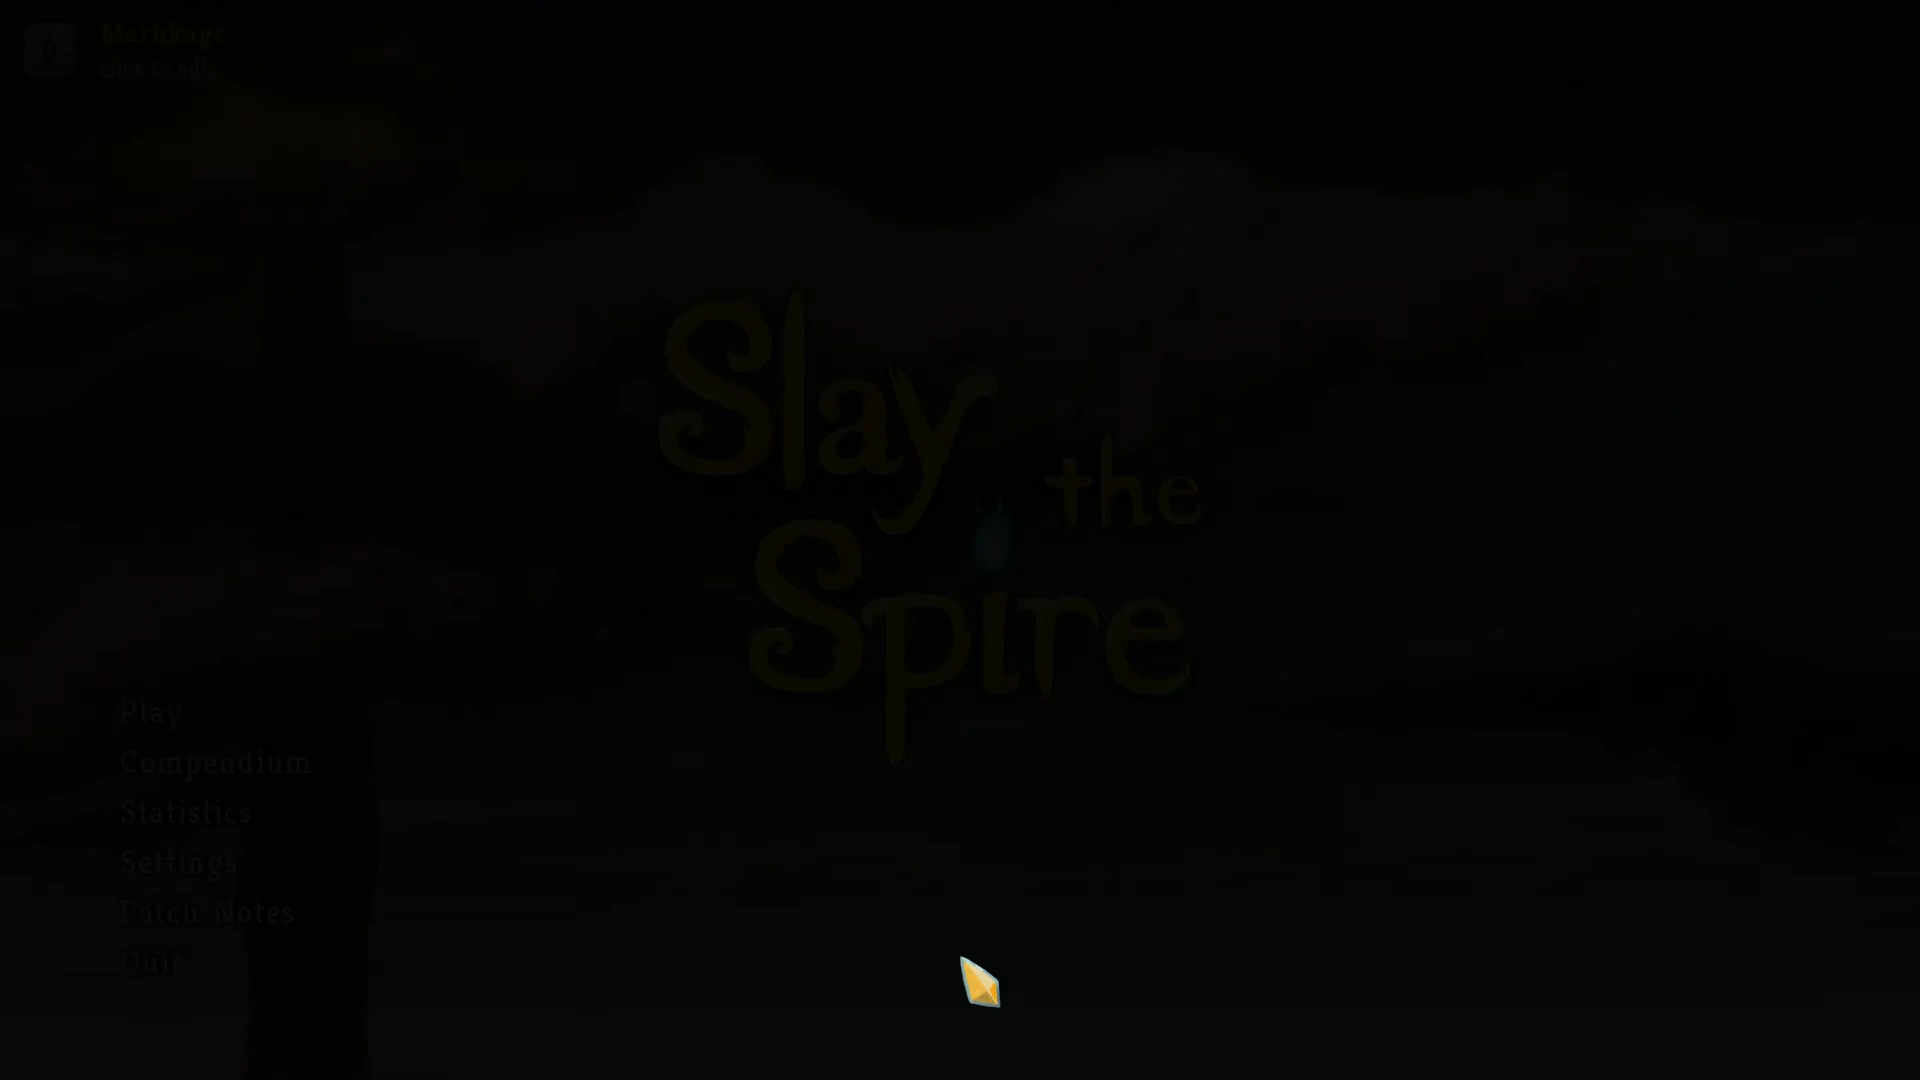 Slay
the
Spire
Play
Compendium
Statistics
Settings
Patch Notes
Quit